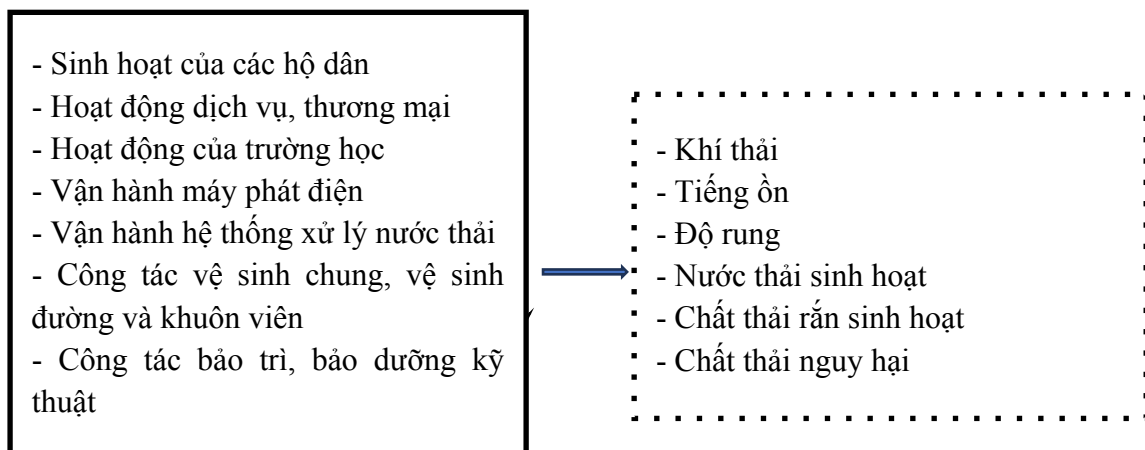 - Sinh hoạt của các hộ dân
- Hoạt động dịch vụ, thương mại
- Hoạt động của trường học
- Vận hành máy phát điện
- Vận hành hệ thống xử lý nước thải
- Công tác vệ sinh chung, vệ sinh
đường và khuôn viên
- Công tác bảo trì, bảo dưỡng kỹ
thuật
- Khí thải
- Tiếng ồn
- Độ rung
- Nước thải sinh hoạt
- Chất thải rắn sinh hoạt
- Chất thải nguy hại